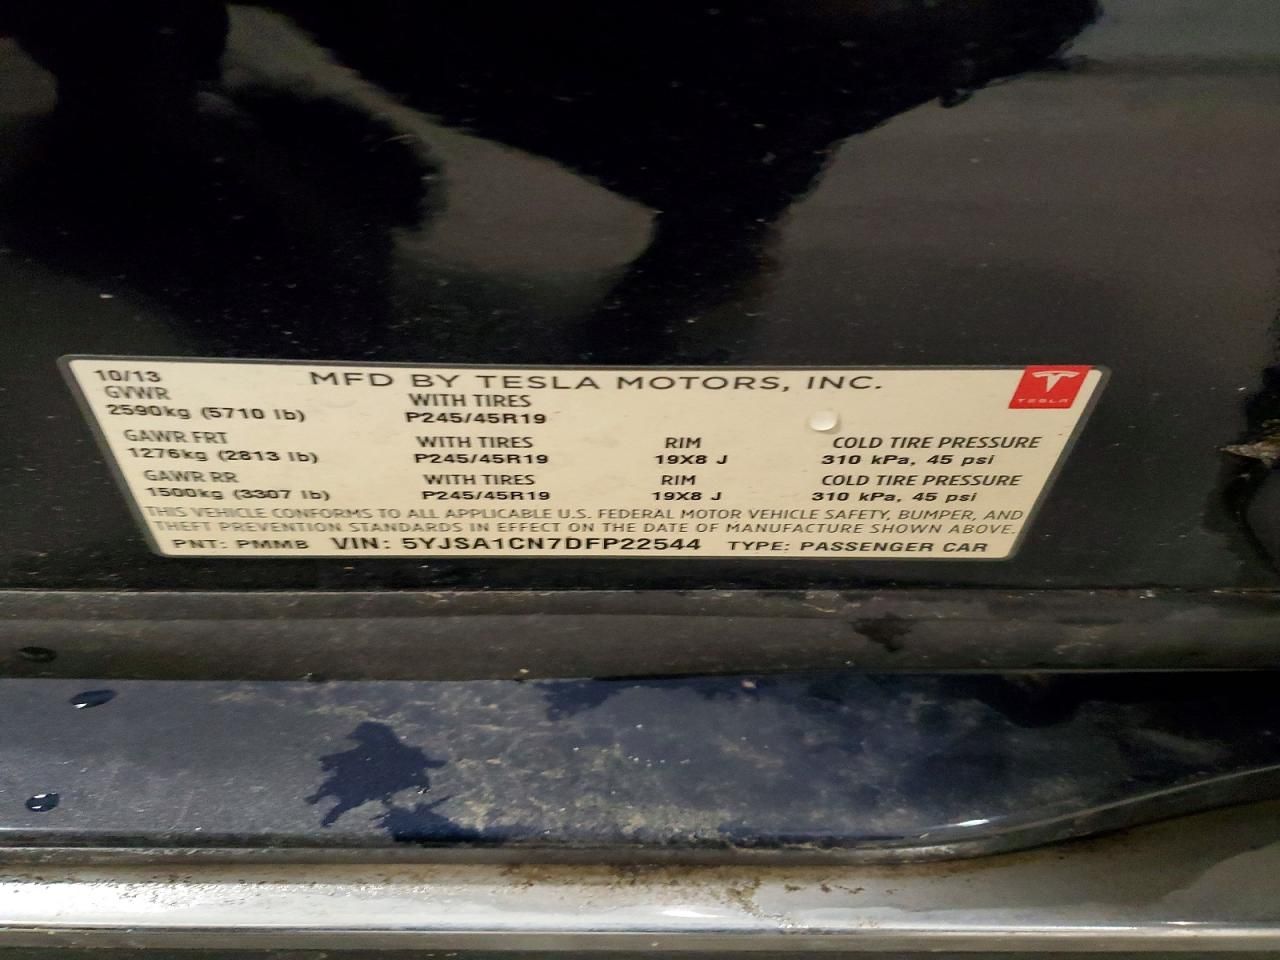 10/13 MFD BY TESLA MOTORS, INC.
GVWR WITH TIRES
2590kg (5710 lb) P245/45R19
TESLA
GAWR FRT WITH TIRES RIM COLD TIRE PRESSURE
1276kg (2813 lb) P245/45R19 19X8 J 310 kPa, 45 psi
GAWR RR WITH TIRES RIM COLD TIRE PRESSURE
1500kg (3307 lb) P245/45R19 19X8 J 310 kPa, 45 psi
THIS VEHICLE CONFORMS TO ALL APPLICABLE U.S. FEDERAL MOTOR VEHICLE SAFETY, BUMPER, AND
THEFT PREVENTION STANDARDS IN EFFECT ON THE DATE OF MANUFACTURE SHOWN ABOVE.
PNT: PMMB VIN: 5YJSA1CN7DFP22544 TYPE: PASSENGER CAR